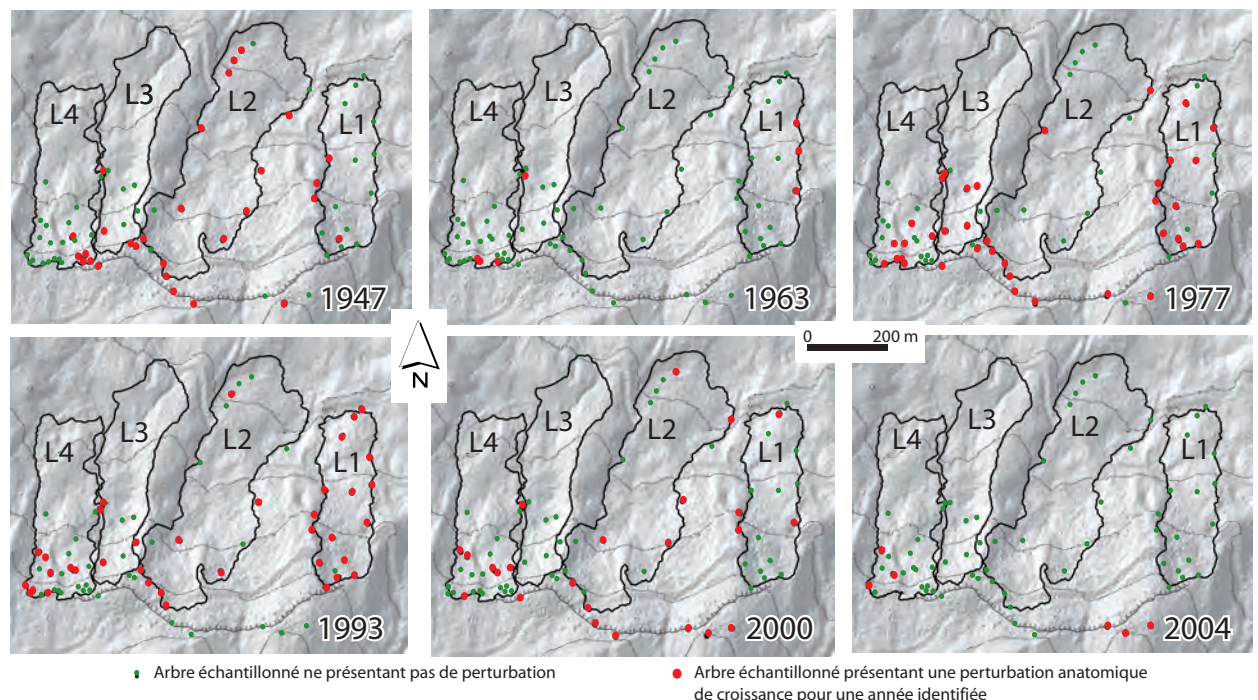 L4
L3
L2
L1
1947
L4
L3
L2
L1
1963
L4
L3
L2
L1
1977
N
0 200 m
L4
L3
L2
L1
1993
L4
L3
L2
L1
2000
L4
L3
L2
L1
2004
Arbre échantillonné ne présentant pas de perturbation
Arbre échantillonné présentant une perturbation anatomique
de croissance pour une année identifiée